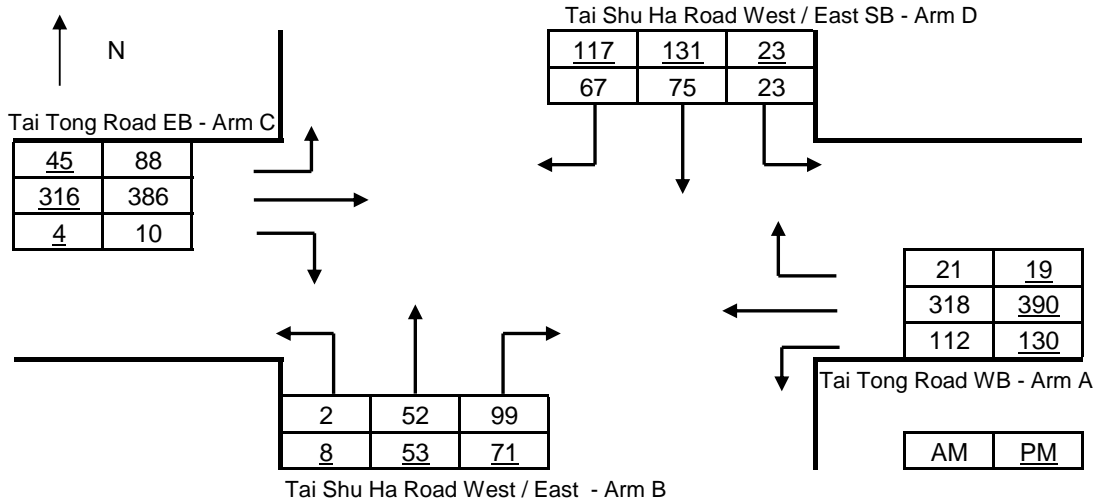 Tai Shu Ha Road West / East SB - Arm D
N
117 131 23
67 75 23
Tai Tong Road EB - Arm C
45 88
316 386
4 10
21 19
318 390
112 130
Tai Tong Road WB - Arm A
2 52 99
8 53 71
AM PM
Tai Shu Ha Road West / East - Arm B